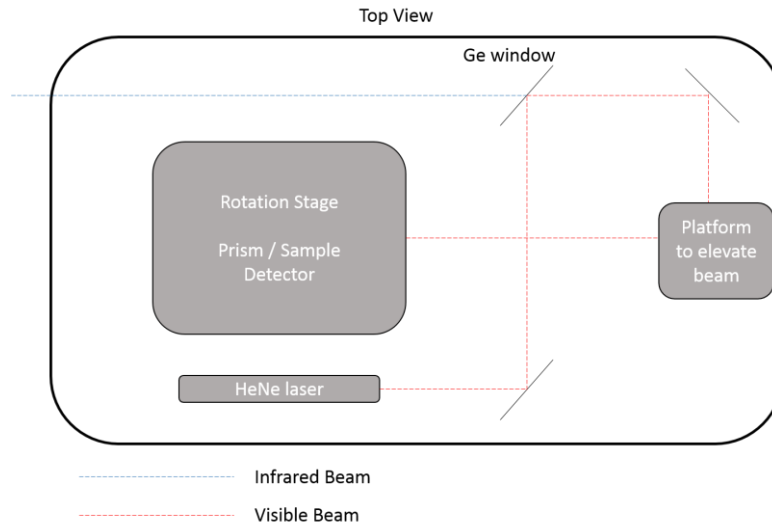 Top View
Ge window
Rotation Stage
Prism / Sample
Detector
Platform
to elevate
beam
HeNe laser
Infrared Beam
Visible Beam